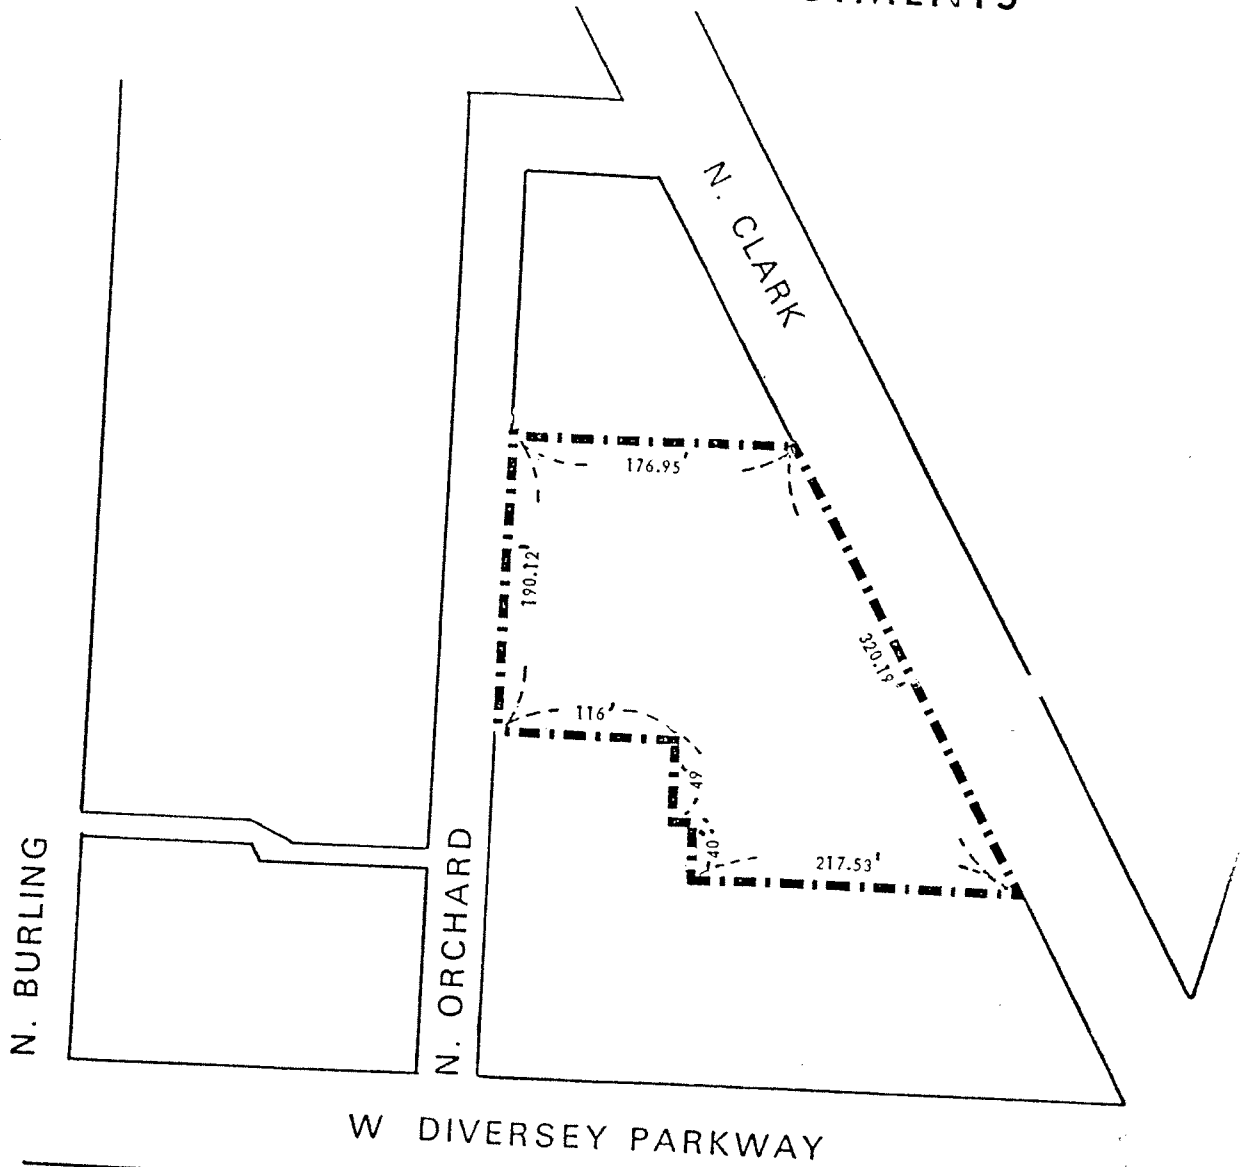 N. CLARK
176.95'
190.12'
320.19'
116'
49
40'
217.53'
N. BURLING
N. ORCHARD
W DIVERSEY PARKWAY